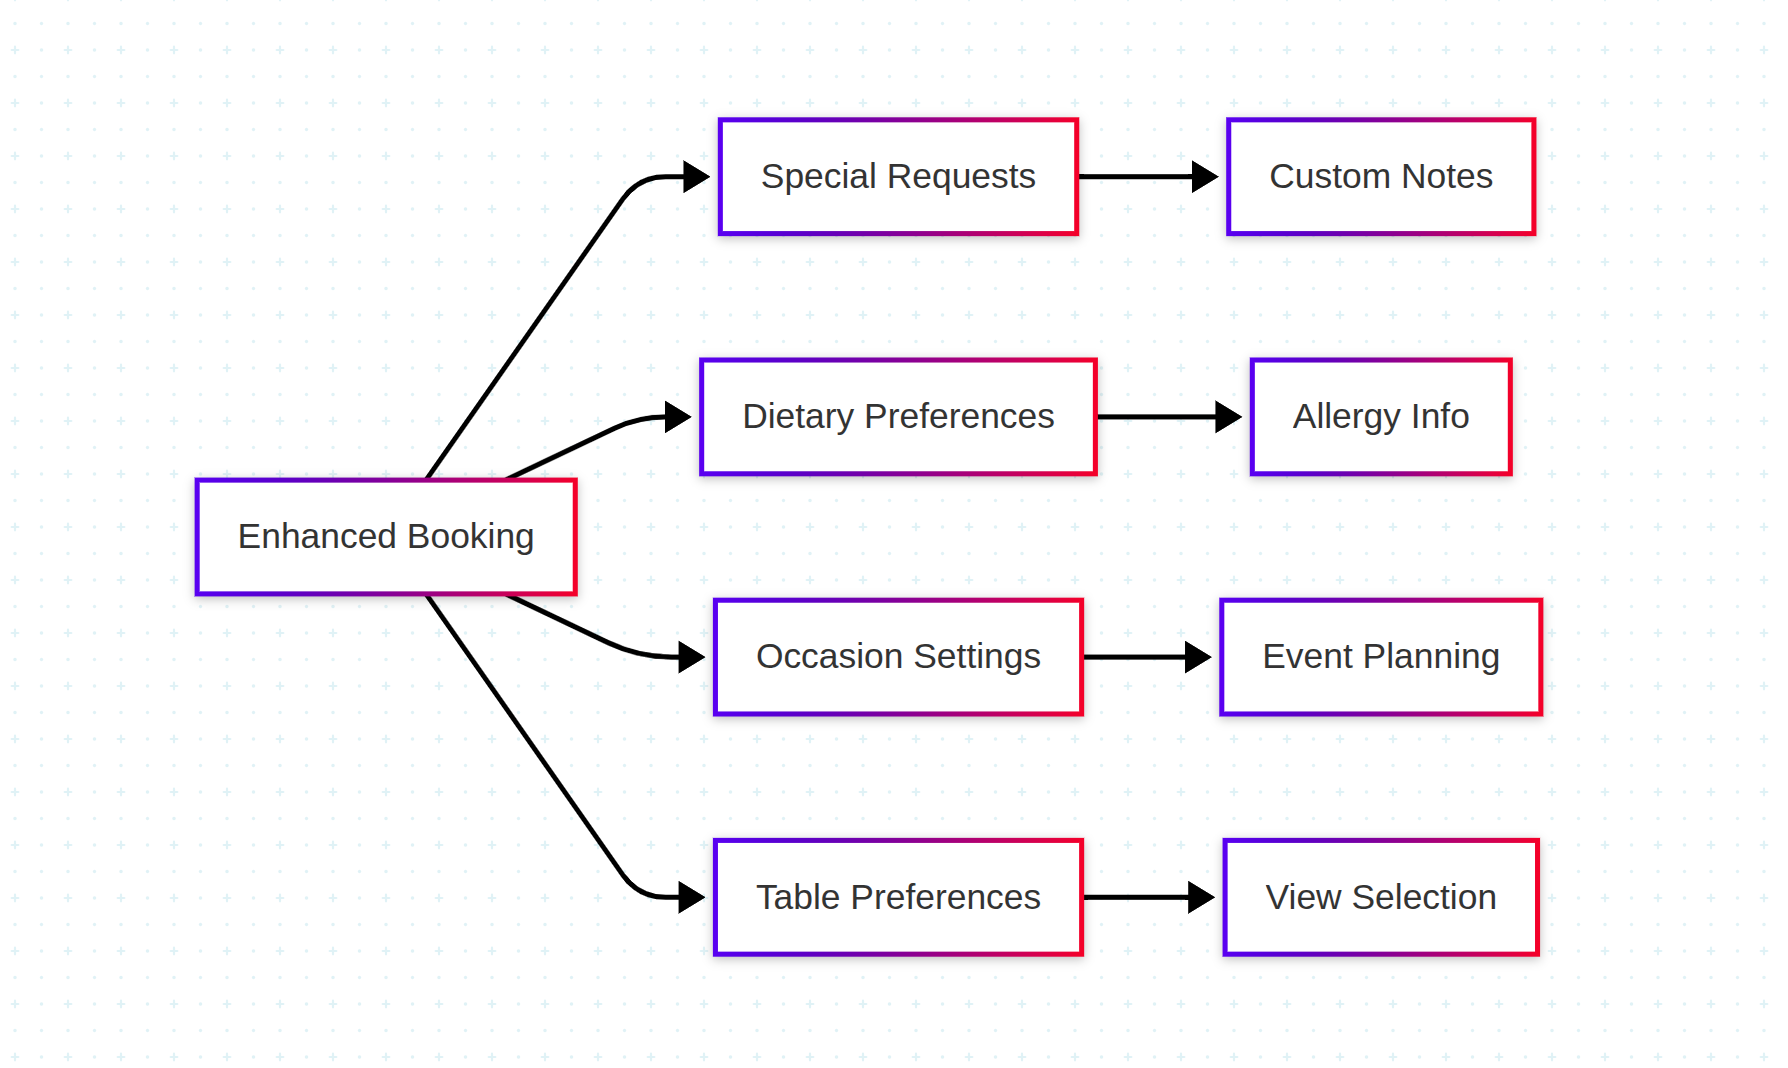 Enhanced Booking
Special Requests
Custom Notes
Dietary Preferences
Allergy Info
Occasion Settings
Event Planning
Table Preferences
View Selection